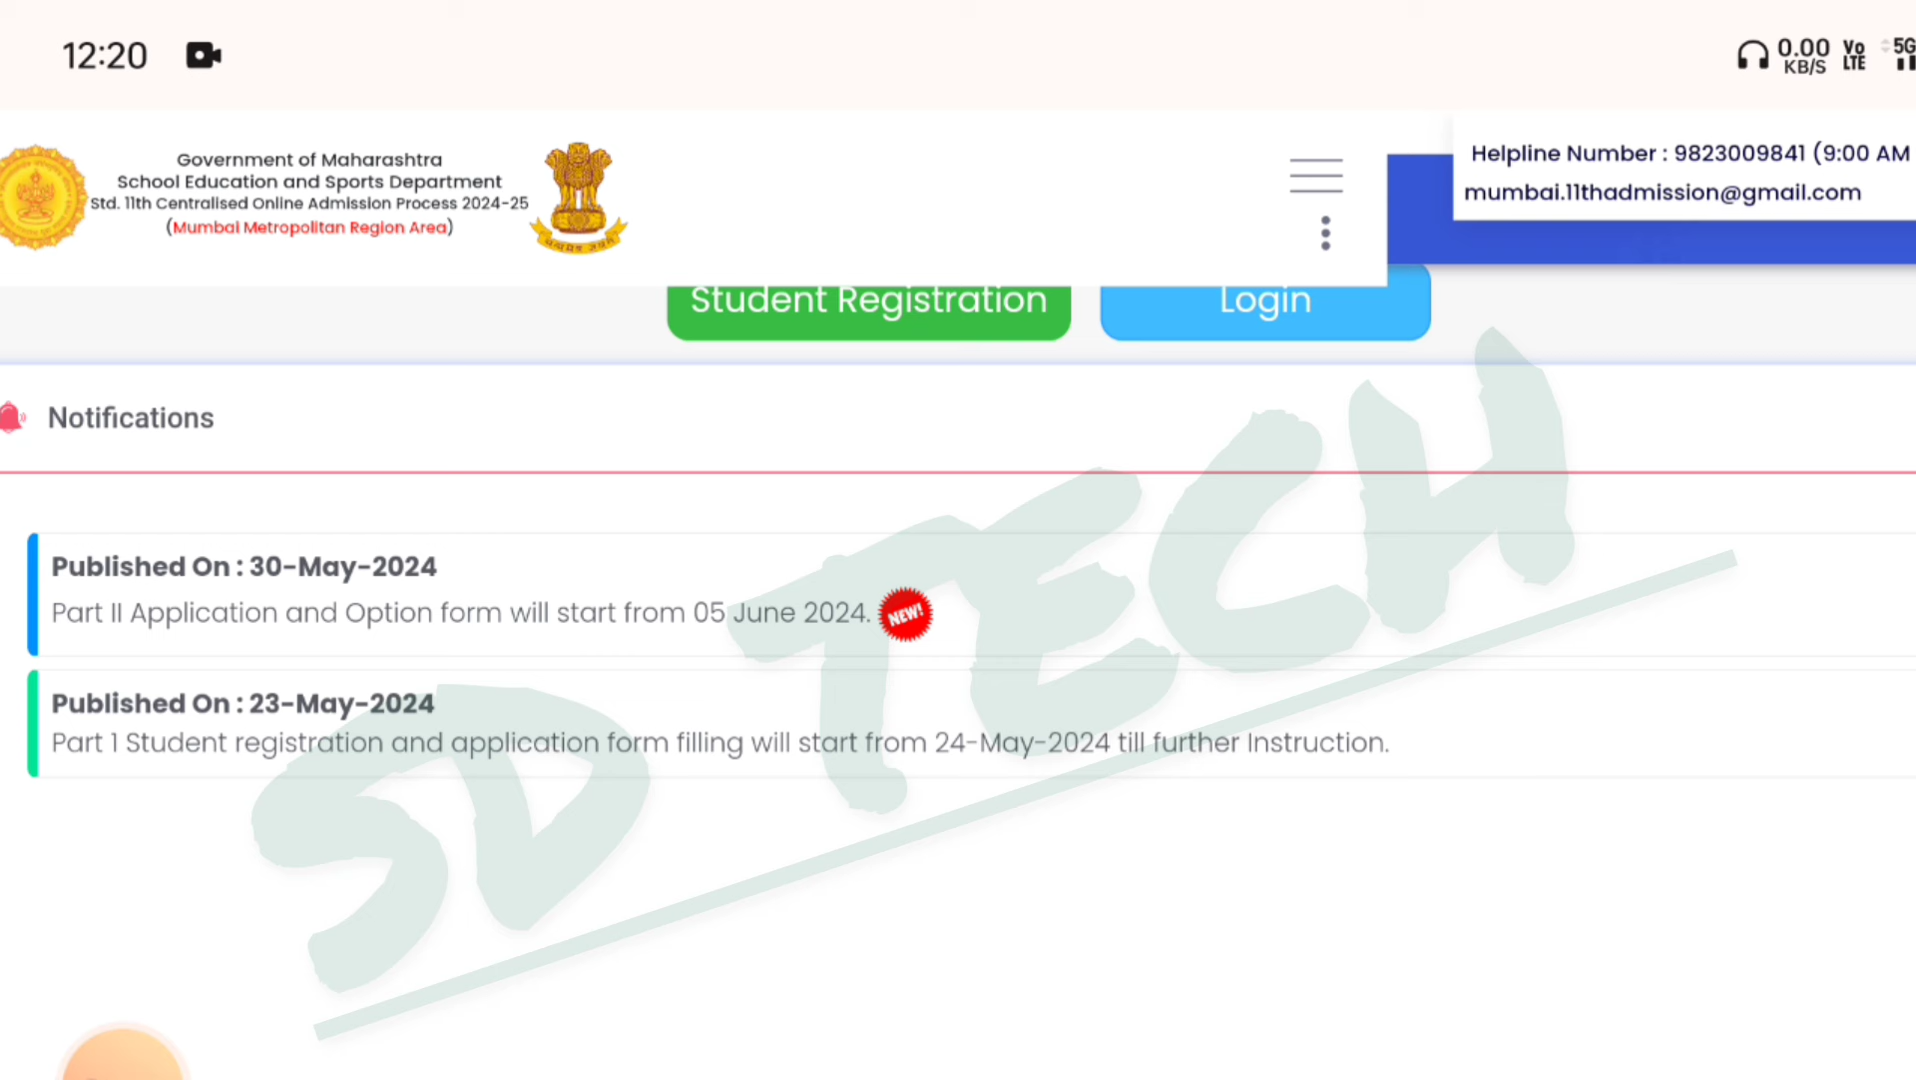 12:20
0.00 KB/S
Vo LTE
5G
Government of Maharashtra
School Education and Sports Department
Std. 11th Centralised Online Admission Process 2024-25
(Mumbai Metropolitan Region Area)
Helpline Number : 9823009841 (9:00 AM
mumbai.11thadmission@gmail.com
Student Registration
Login
Notifications
Published On : 30-May-2024
Part II Application and Option form will start from 05 June 2024. NEW!
Published On : 23-May-2024
Part 1 Student registration and application form filling will start from 24-May-2024 till further Instruction.
SD TECH